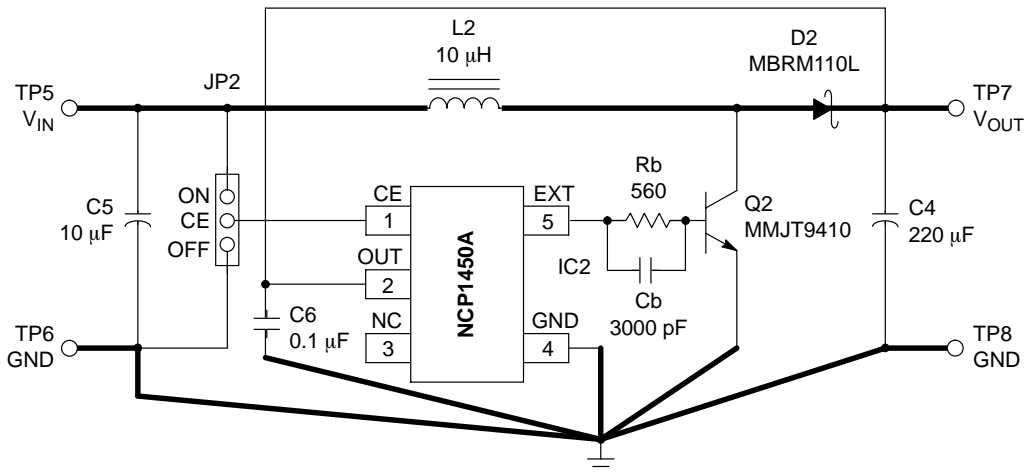 L2
10 μH
D2
MBRM110L
JP2
TP5
V_IN
TP7
V_OUT
C5
10 μF
ON
CE
OFF
CE
1
OUT
2
NC
3
NCP1450A
EXT
5
GND
4
Rb
560
IC2
Cb
3000 pF
Q2
MMJT9410
C4
220 μF
C6
0.1 μF
TP6
GND
TP8
GND